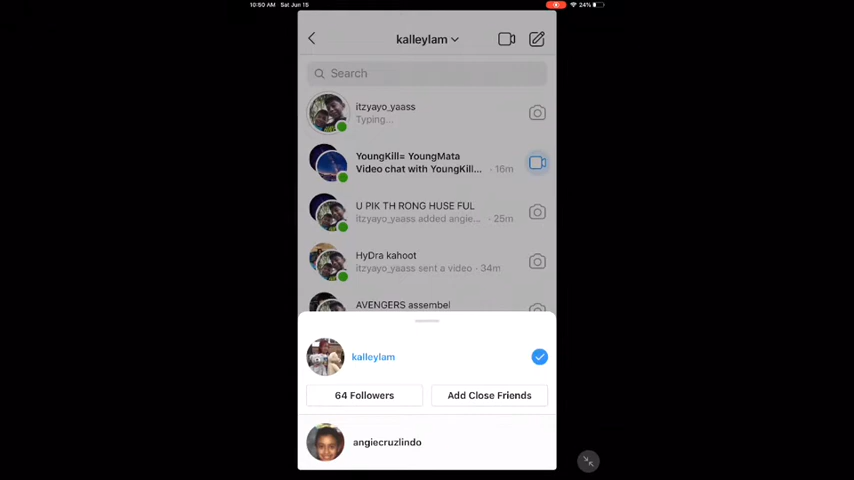 10:50 AM Sat Jun 15
24%
kalleylam
Search
itzyayo_yaass
Typing...
YoungKill= YoungMata
Video chat with YoungKill... · 16m
U PIK TH RONG HUSE FUL
itzyayo_yaass added angie... · 25m
HyDra kahoot
itzyayo_yaass sent a video · 34m
AVENGERS assembel
kalleylam
64 Followers
Add Close Friends
angiecruzlindo